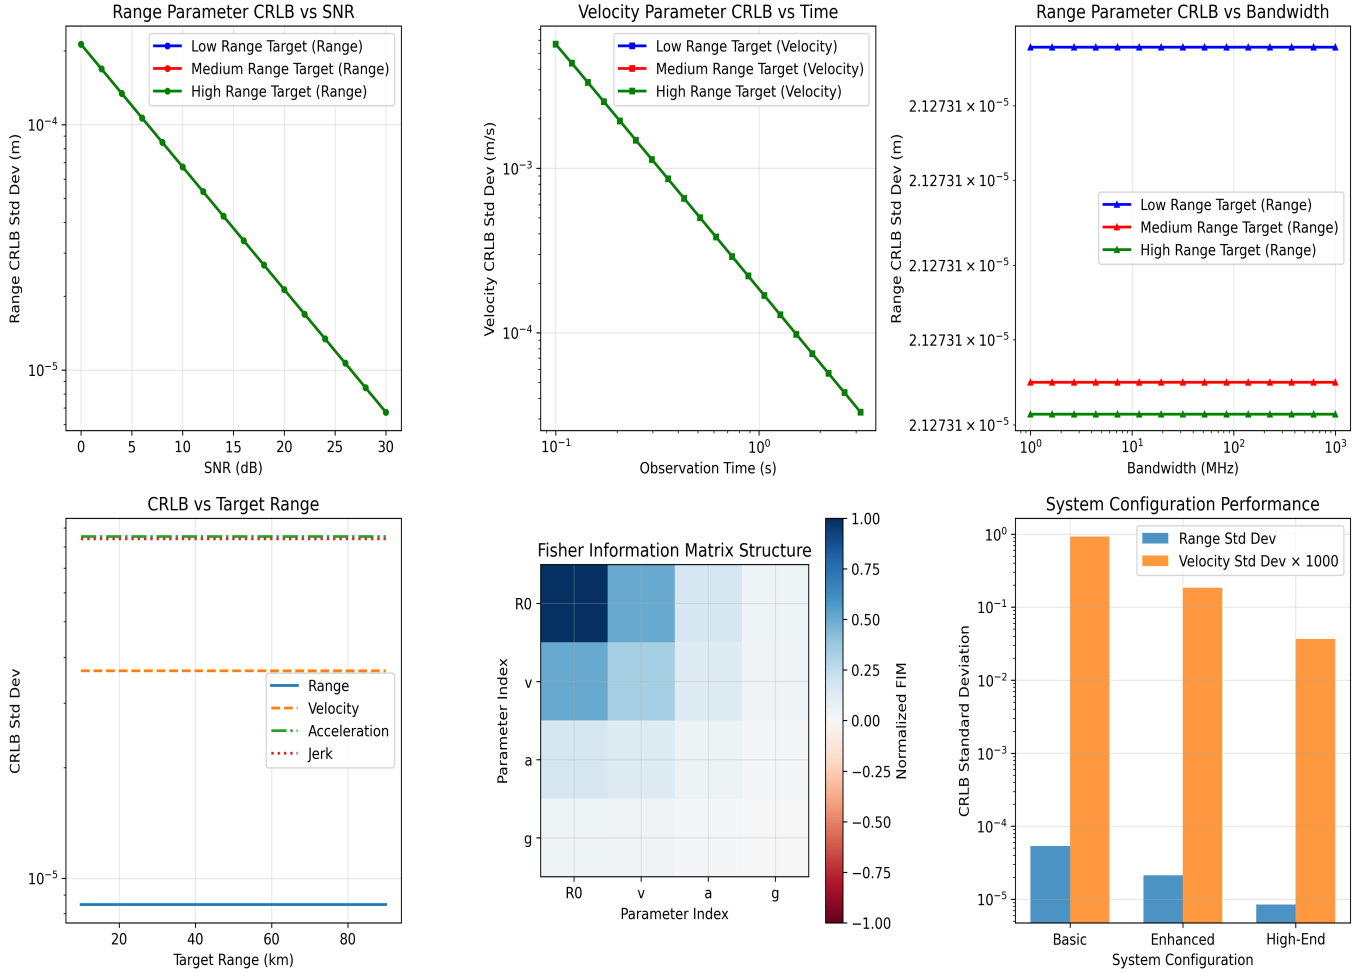 Range Parameter CRLB vs SNR
Range CRLB Std Dev (m)
10⁻⁴
10⁻⁵
Low Range Target (Range)
Medium Range Target (Range)
High Range Target (Range)
0 5 10 15 20 25 30
SNR (dB)
Velocity Parameter CRLB vs Time
Velocity CRLB Std Dev (m/s)
10⁻³
10⁻⁴
Low Range Target (Velocity)
Medium Range Target (Velocity)
High Range Target (Velocity)
10⁻¹ 10⁰
Observation Time (s)
Range Parameter CRLB vs Bandwidth
Range CRLB Std Dev (m)
2.12731 × 10⁻⁵
2.12731 × 10⁻⁵
2.12731 × 10⁻⁵
2.12731 × 10⁻⁵
2.12731 × 10⁻⁵
Low Range Target (Range)
Medium Range Target (Range)
High Range Target (Range)
10⁰ 10¹ 10² 10³
Bandwidth (MHz)
CRLB vs Target Range
CRLB Std Dev
10⁻⁵
Range
Velocity
Acceleration
Jerk
20 40 60 80
Target Range (km)
Fisher Information Matrix Structure
Parameter Index
R0
v
a
g
R0 v a g
Parameter Index
1.00
0.75
0.50
0.25
0.00
−0.25
−0.50
−0.75
−1.00
Normalized FIM
System Configuration Performance
CRLB Standard Deviation
10⁰
10⁻¹
10⁻²
10⁻³
10⁻⁴
10⁻⁵
Range Std Dev
Velocity Std Dev × 1000
Basic Enhanced High-End
System Configuration